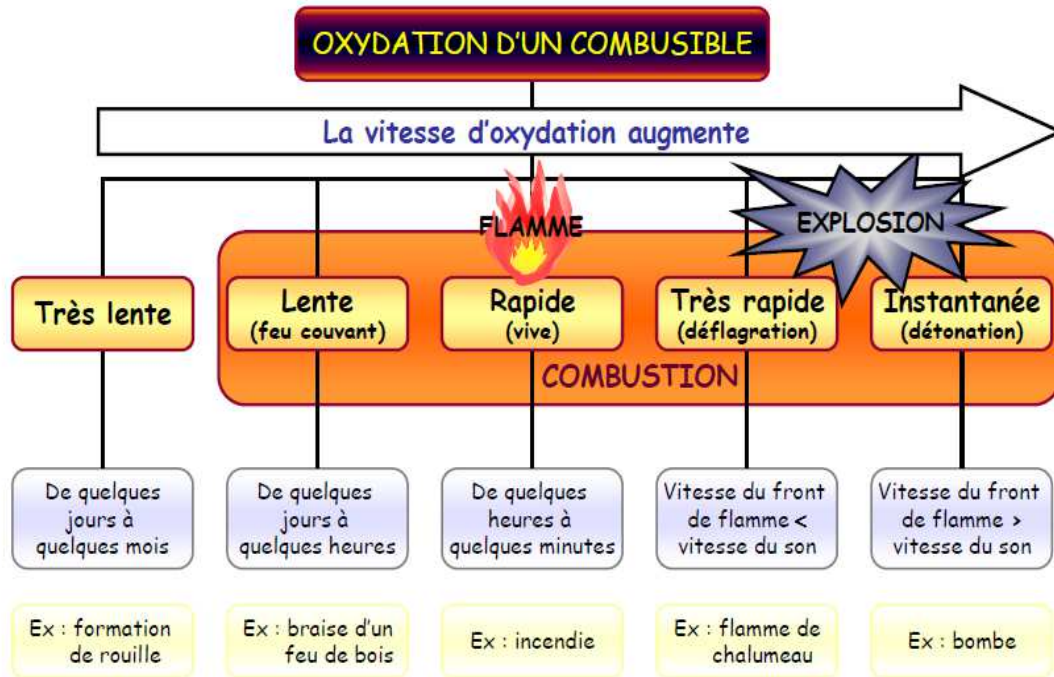 OXYDATION D'UN COMBUSIBLE
La vitesse d'oxydation augmente
FLAMME
EXPLOSION
Très lente
Lente
(feu couvant)
Rapide
(vive)
Très rapide
(déflagration)
Instantanée
(détonation)
COMBUSTION
De quelques
jours à
quelques mois
De quelques
jours à
quelques heures
De quelques
heures à
quelques minutes
Vitesse du front
de flamme <
vitesse du son
Vitesse du front
de flamme >
vitesse du son
Ex : formation
de rouille
Ex : braise d'un
feu de bois
Ex : incendie
Ex : flamme de
chalumeau
Ex : bombe